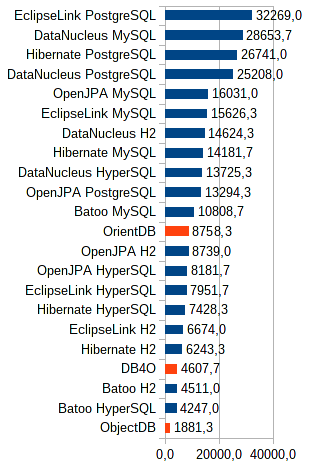 EclipseLink PostgreSQL 32269,0
DataNucleus MySQL 28653,7
Hibernate PostgreSQL 26741,0
DataNucleus PostgreSQL 25208,0
OpenJPA MySQL 16031,0
EclipseLink MySQL 15626,3
DataNucleus H2 14624,3
Hibernate MySQL 14181,7
DataNucleus HyperSQL 13725,3
OpenJPA PostgreSQL 13294,3
Batoo MySQL 10808,7
OrientDB 8758,3
OpenJPA H2 8739,0
OpenJPA HyperSQL 8181,7
EclipseLink HyperSQL 7951,7
Hibernate HyperSQL 7428,3
EclipseLink H2 6674,0
Hibernate H2 6243,3
DB4O 4607,7
Batoo H2 4511,0
Batoo HyperSQL 4247,0
ObjectDB 1881,3
0,0 20000,0 40000,0